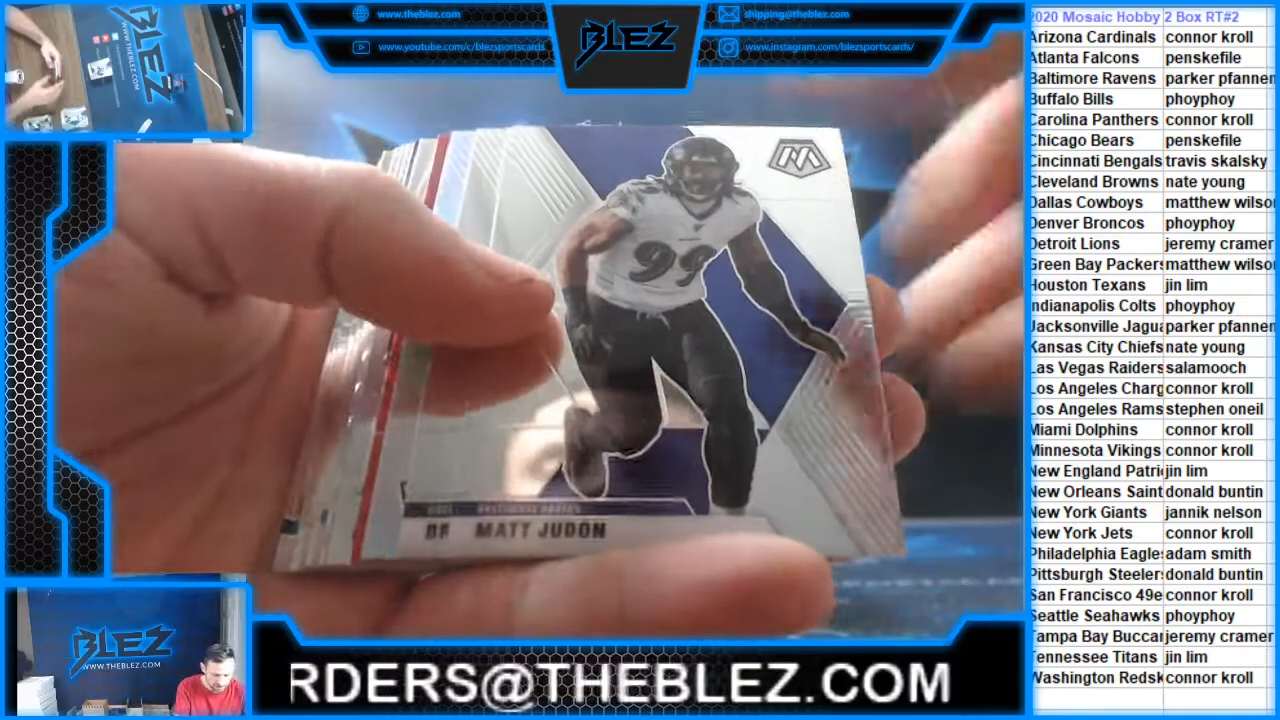 www.theblez.com
www.youtube.com/c/blezsportscards
BLEZ
shipping@theblez.com
www.instagram.com/blezsportscards/
2020 Mosaic Hobby 2 Box RT#2
Arizona Cardinals connor kroll
Atlanta Falcons penskefile
Baltimore Ravens parker pfannen
Buffalo Bills phoyphoy
Carolina Panthers connor kroll
Chicago Bears penskefile
Cincinnati Bengals travis skalsky
Cleveland Browns nate young
Dallas Cowboys matthew wilso
Denver Broncos phoyphoy
Detroit Lions jeremy cramer
Green Bay Packers matthew wilso
Houston Texans jin lim
Indianapolis Colts phoyphoy
Jacksonville Jagua parker pfannen
Kansas City Chiefs nate young
Las Vegas Raiders salamooch
Los Angeles Charg connor kroll
Los Angeles Rams stephen oneil
Miami Dolphins connor kroll
Minnesota Vikings connor kroll
New England Patri jin lim
New Orleans Saint donald buntin
New York Giants jannik nelson
New York Jets connor kroll
Philadelphia Eagle adam smith
Pittsburgh Steeler donald buntin
San Francisco 49e connor kroll
Seattle Seahawks phoyphoy
Tampa Bay Buccar jeremy cramer
Tennessee Titans jin lim
Washington Redsk connor kroll
BLEZ
M
99
MATT JUDON
BLEZ
WWW.THEBLEZ.COM
RDERS@THEBLEZ.COM